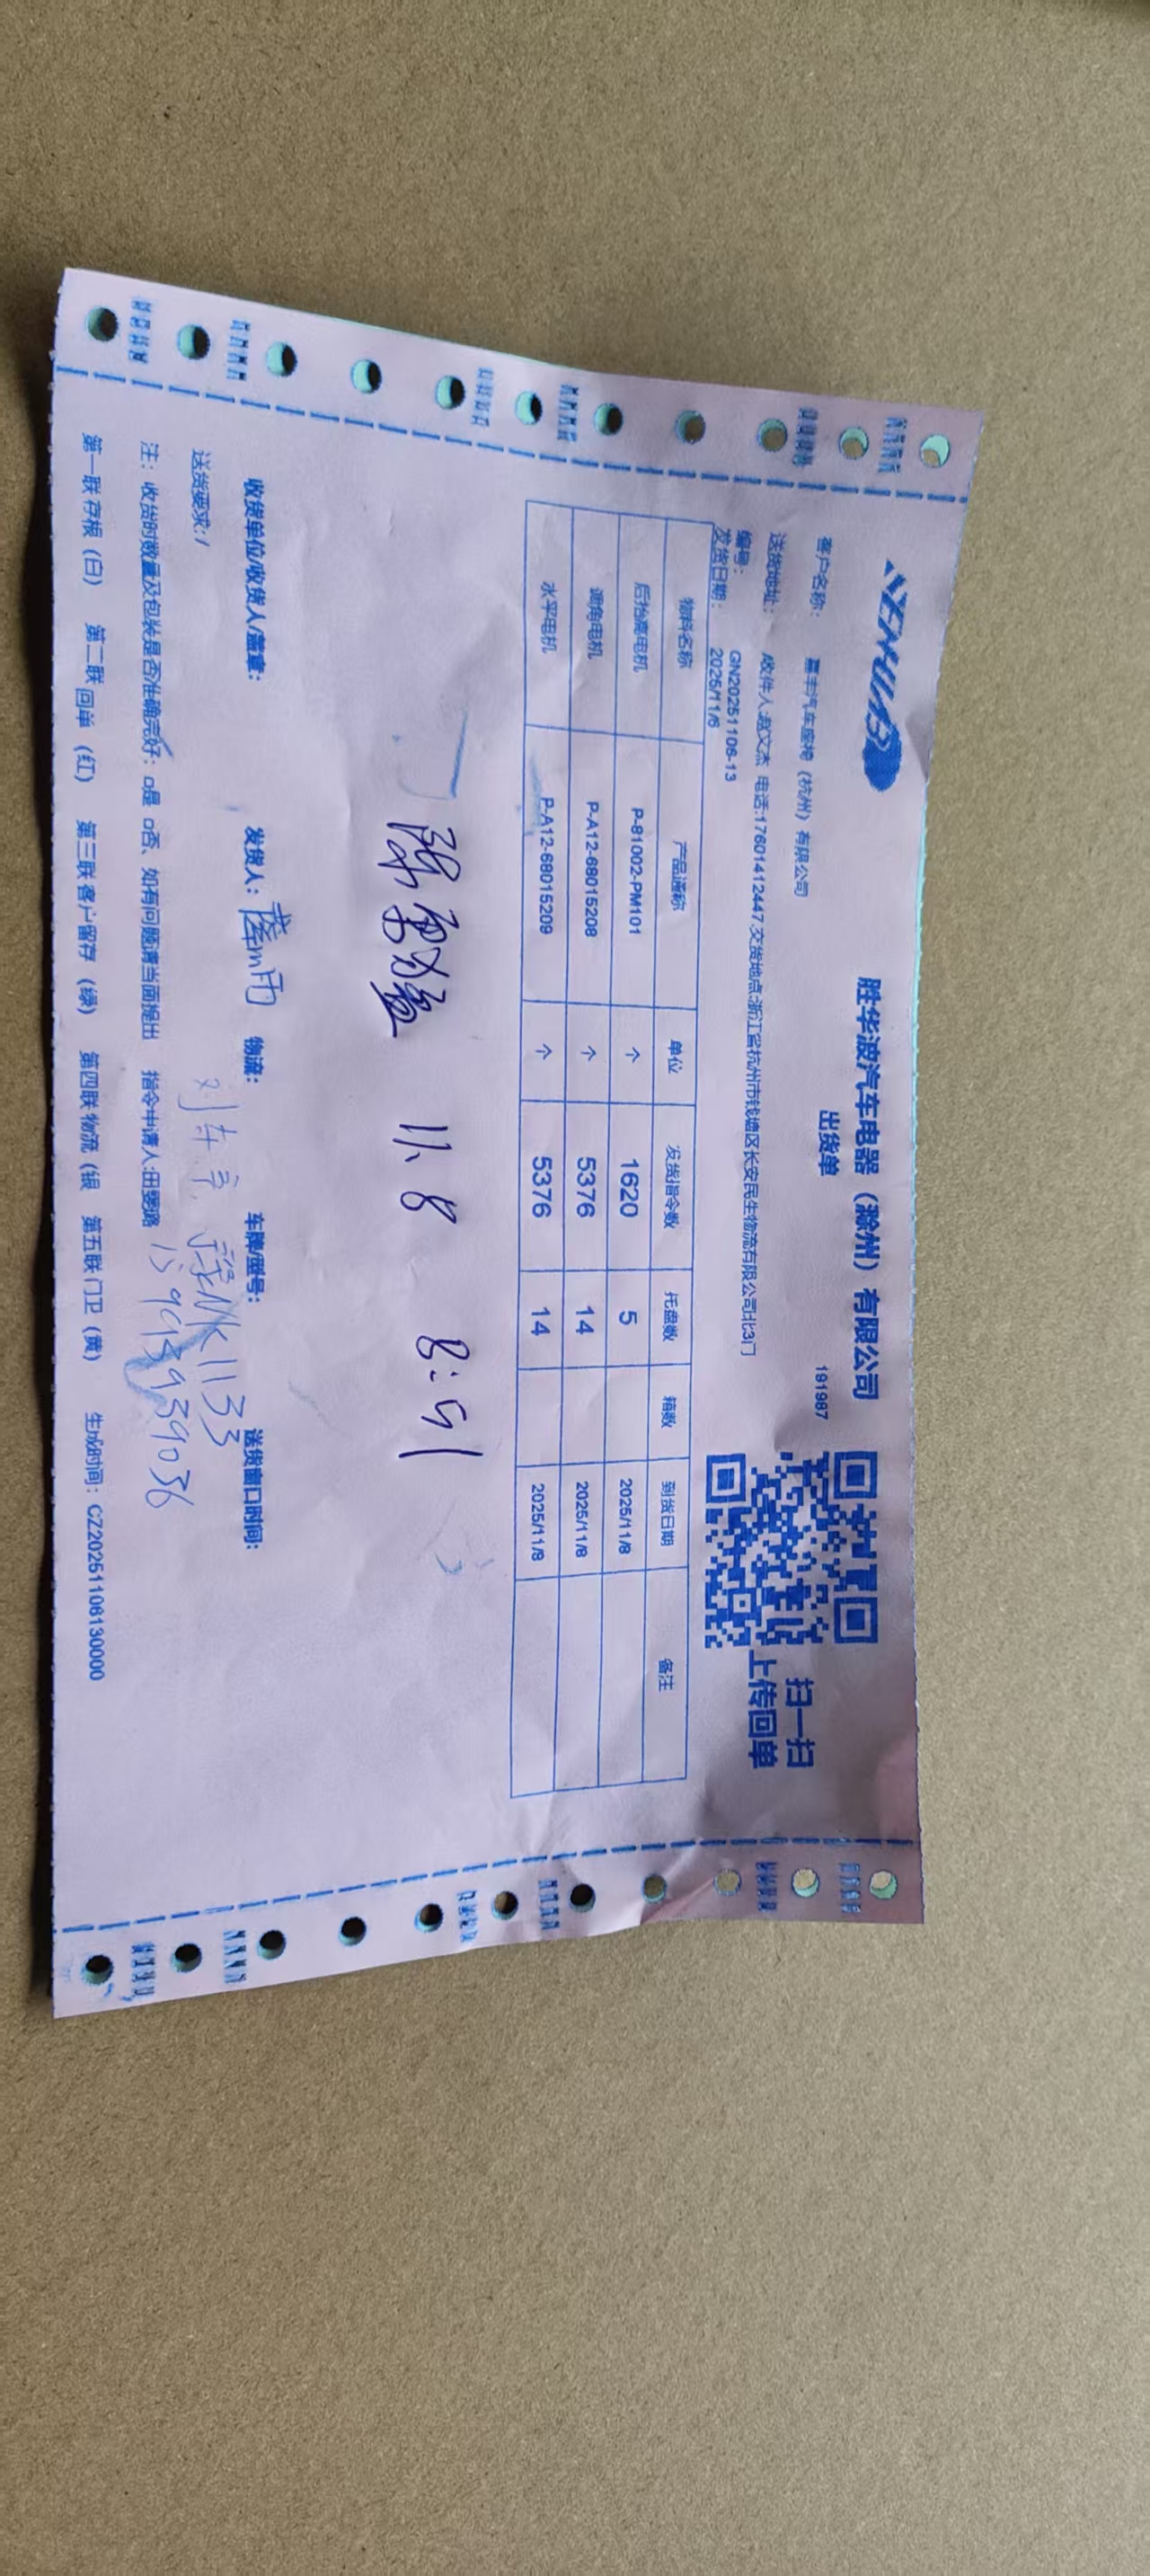 胜华波汽车电器（滁州）有限公司
出货单
191987
扫一扫
上传回单
客户名称： 嘉丰汽车座椅（杭州）有限公司
送货地址： /收件人:赵文杰 电话:17601412447,交货地点:浙江省杭州市钱塘区长安民生物流有限公司北3门
编号： GN20251106-13
发货日期： 2025/11/6
物料名称 产品通称 单位 发货指令数 托盘数 箱数 到货日期 备注
后抬高电机 P-81002-PM101 个 1620 5 2025/11/8
调角电机 P-A12-68015208 个 5376 14 2025/11/8
水平电机 P-A12-68015209 个 5376 14 2025/11/8
11.8 8:51
收货单位/收货人/盖章： 发货人： 物流： 车牌/型号： 送货窗口时间：
送货要求:/
NK1133
注：收货时数量及包装是否准确完好：□是 □否、如有问题请当面提出 指令申请人:田
第一联存根（白） 第二联回单（红） 第三联客户留存（绿） 第四联物流（银 第五联门卫（黄） 生成时间：CZ20251106130000